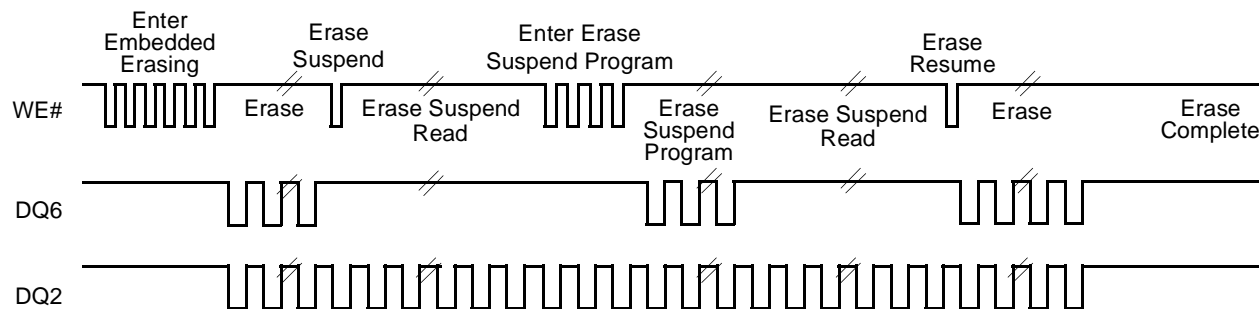 Enter
Embedded
Erasing
Erase
Suspend
Enter Erase
Suspend Program
Erase
Resume
WE#
Erase
Erase Suspend
Read
Erase
Suspend
Program
Erase Suspend
Read
Erase
Erase
Complete
DQ6
DQ2